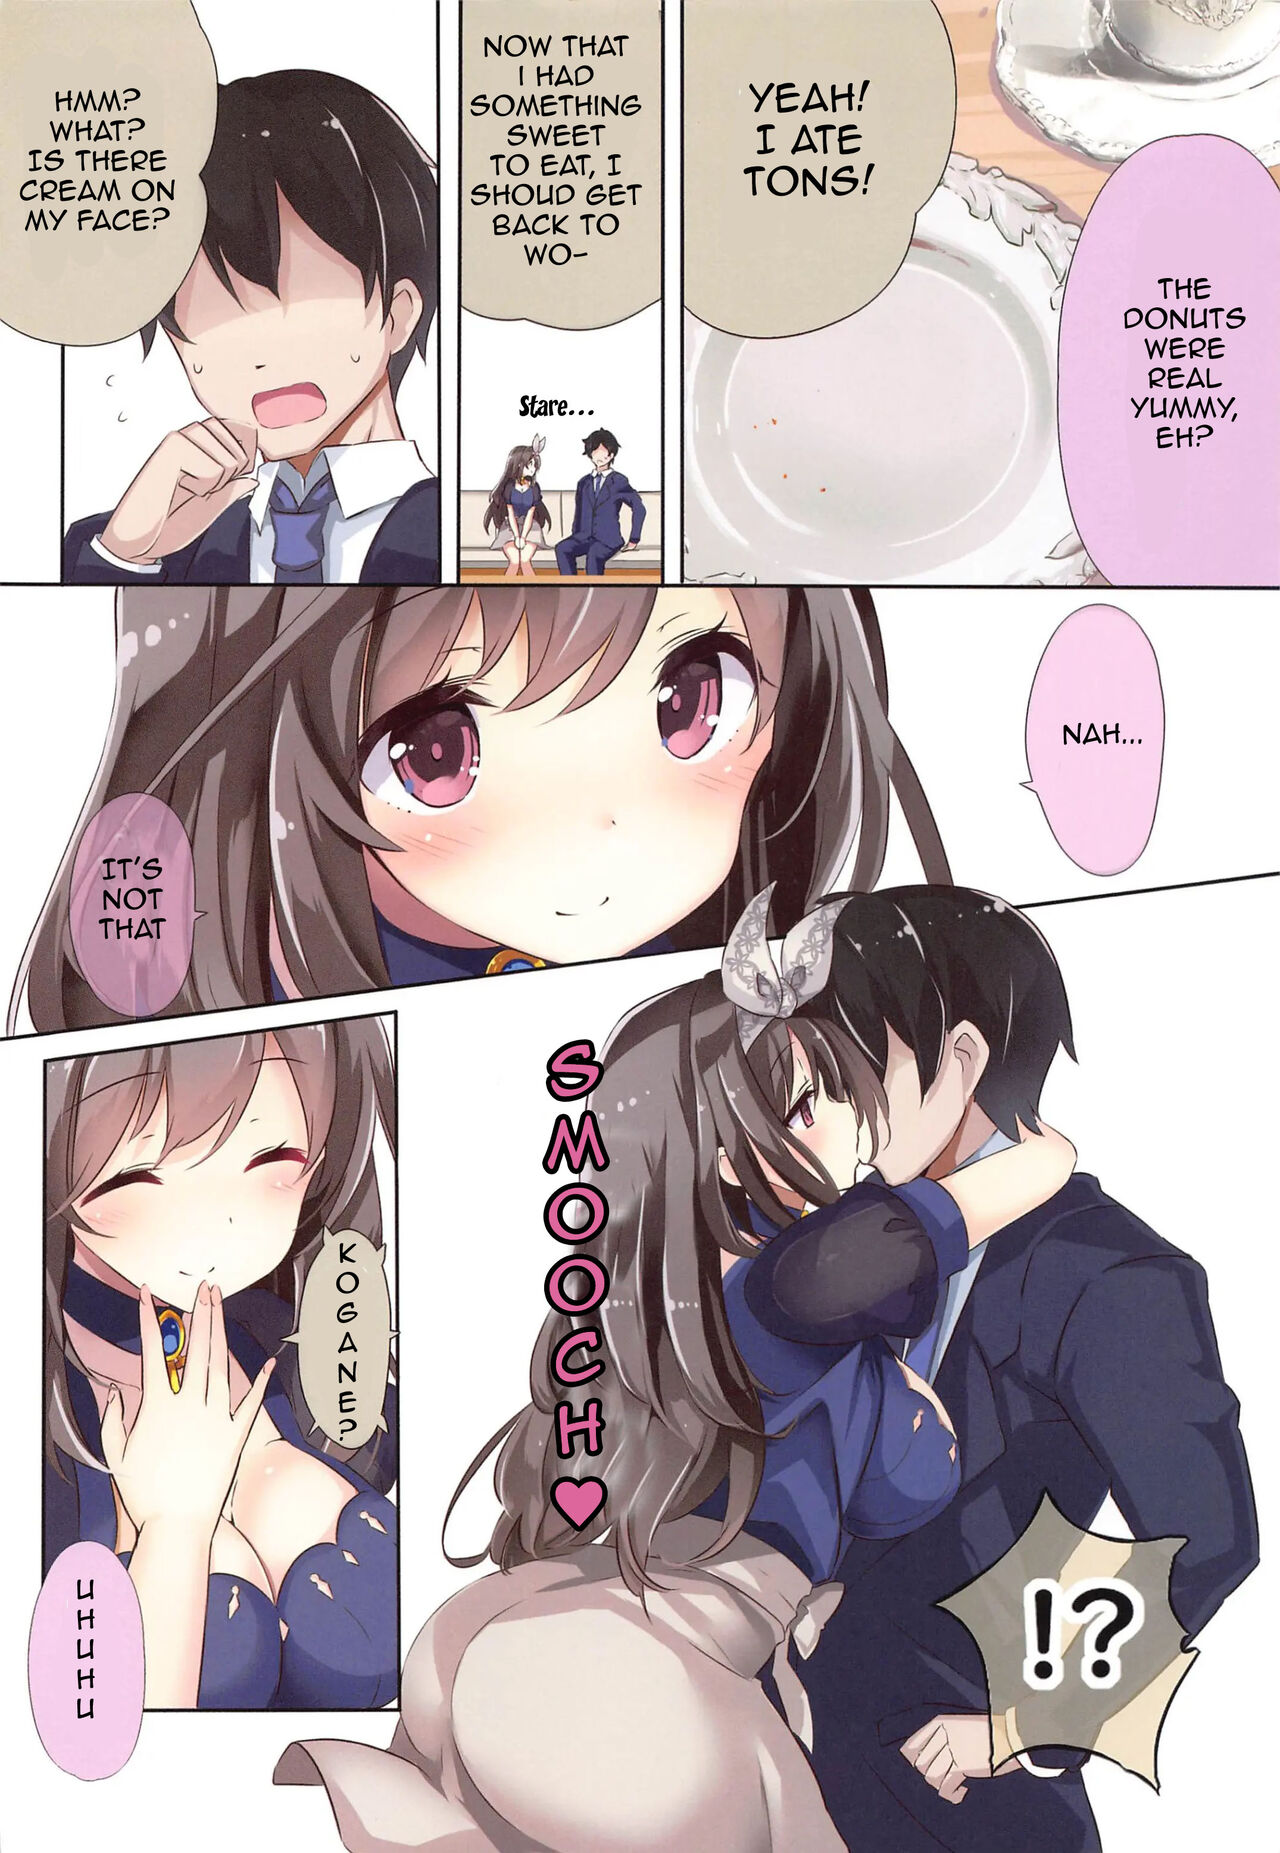 THE
DONUTS
WERE
REAL
YUMMY,
EH?
YEAH!
I ATE
TONS!
NOW THAT
I HAD
SOMETHING
SWEET
TO EAT, I
SHOUD GET
BACK TO
WO-
Stare...
HMM?
WHAT?
IS THERE
CREAM ON
MY FACE?
NAH...
IT'S
NOT
THAT
KOGANE?
UHUHU
SMOOCH♥
!?